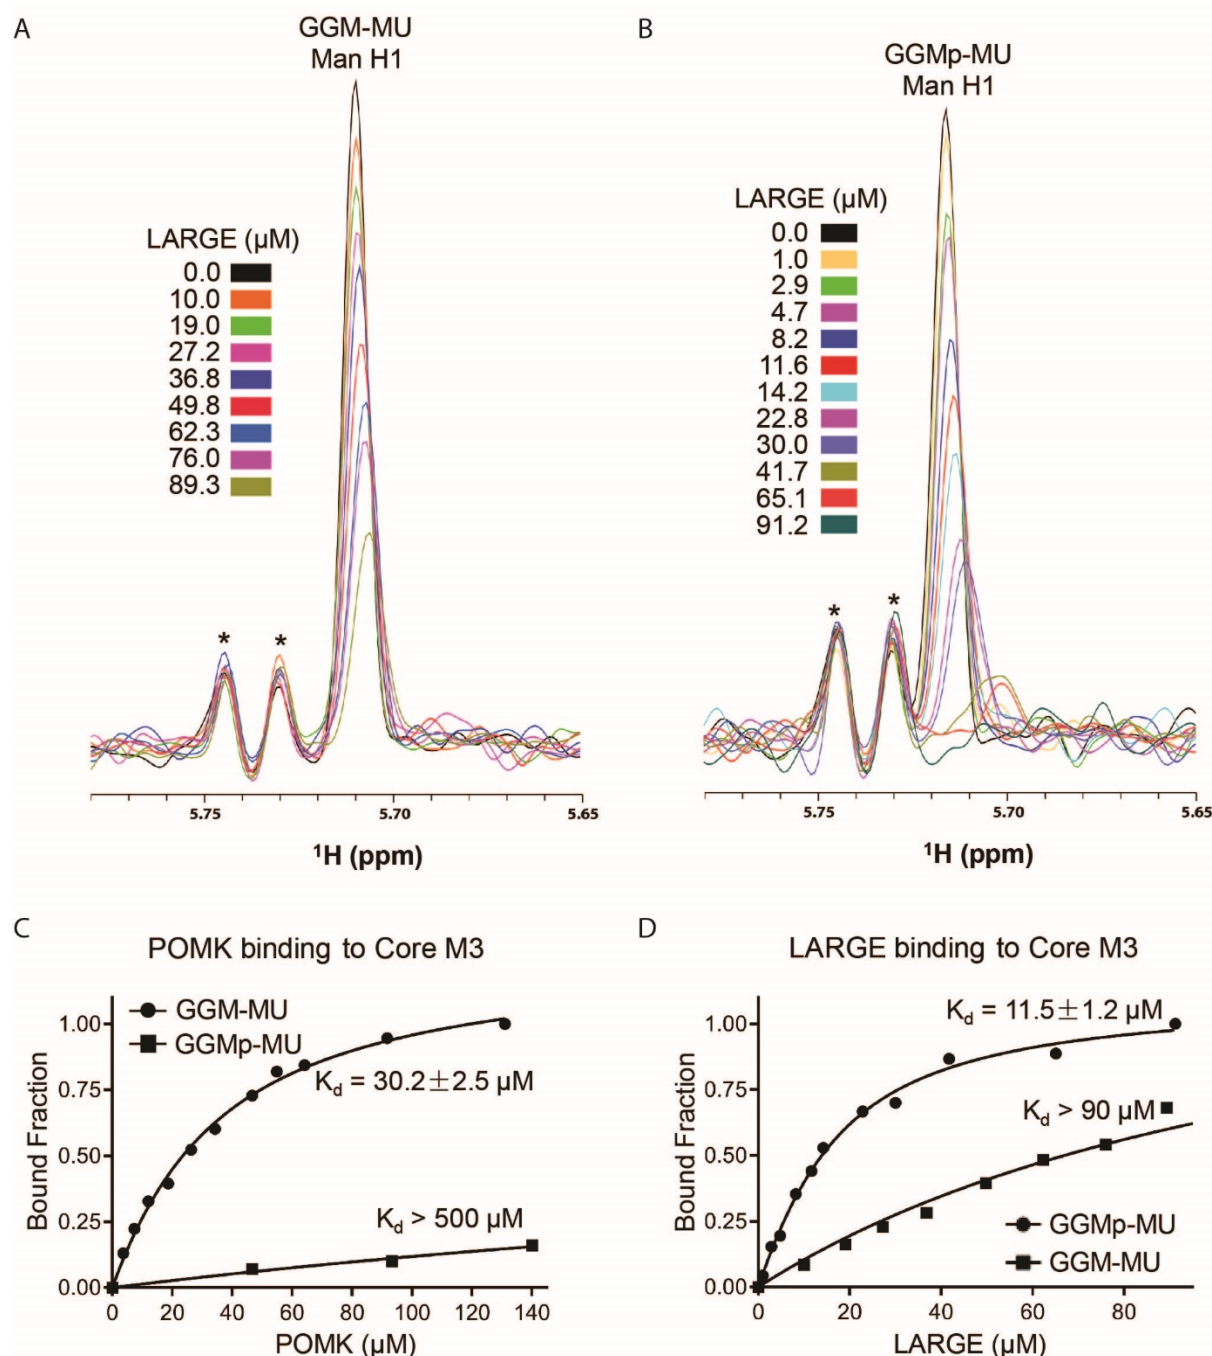 A
GGM-MU
Man H1
LARGE (µM)
0.0
10.0
19.0
27.2
36.8
49.8
62.3
76.0
89.3
*
*
5.75
5.70
5.65
¹H (ppm)
B
GGMp-MU
Man H1
LARGE (µM)
0.0
1.0
2.9
4.7
8.2
11.6
14.2
22.8
30.0
41.7
65.1
91.2
*
*
5.75
5.70
5.65
¹H (ppm)
C
POMK binding to Core M3
GGM-MU
GGMp-MU
Kd = 30.2±2.5 µM
Kd > 500 µM
Bound Fraction
1.00
0.75
0.50
0.25
0.00
0 20 40 60 80 100 120 140
POMK (µM)
D
LARGE binding to Core M3
Kd = 11.5±1.2 µM
Kd > 90 µM
GGMp-MU
GGM-MU
Bound Fraction
1.00
0.75
0.50
0.25
0.00
0 20 40 60 80
LARGE (µM)